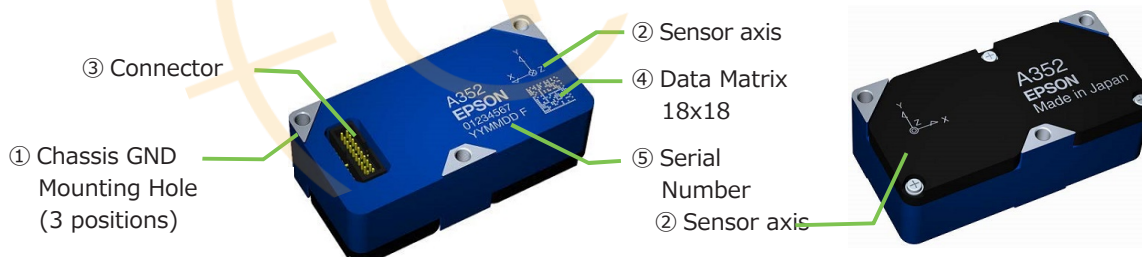 ③ Connector
① Chassis GND
Mounting Hole
(3 positions)
② Sensor axis
④ Data Matrix
18x18
⑤ Serial
Number
② Sensor axis
Y
X
Z
A352
EPSON
01234567
YYMMDD F
Y
Z
X
A352
EPSON
Made in Japan